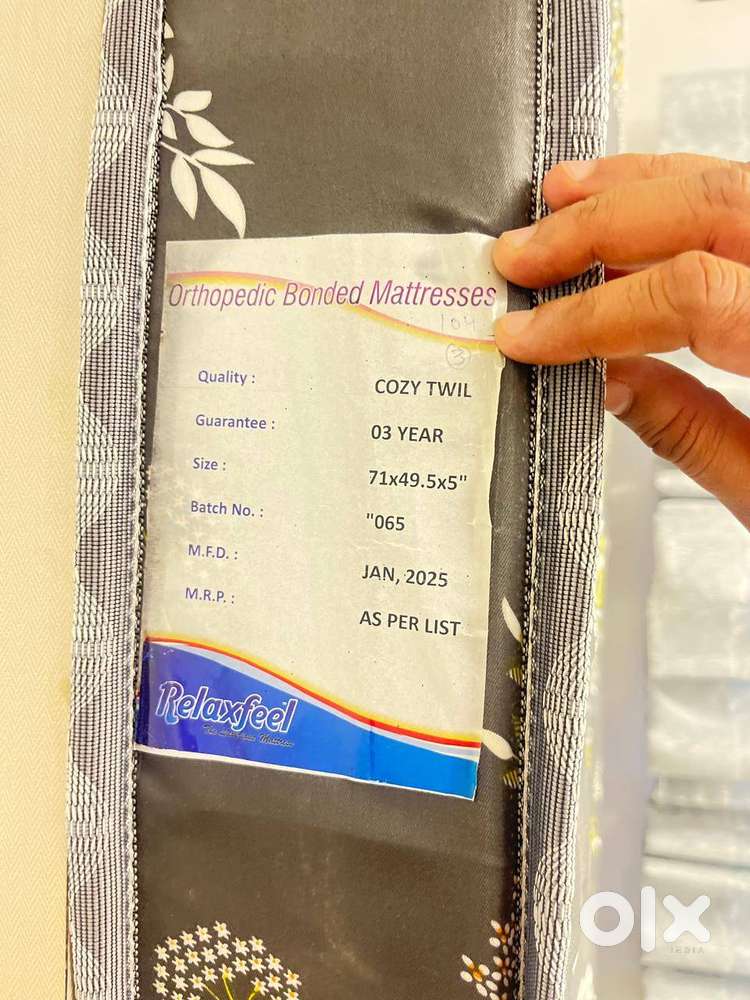 Orthopedic Bonded Mattresses
104
3
Quality : COZY TWIL
Guarantee : 03 YEAR
Size : 71x49.5x5"
Batch No. : "065
M.F.D. : JAN, 2025
M.R.P. : AS PER LIST
Relaxfeel
olx
INDIA